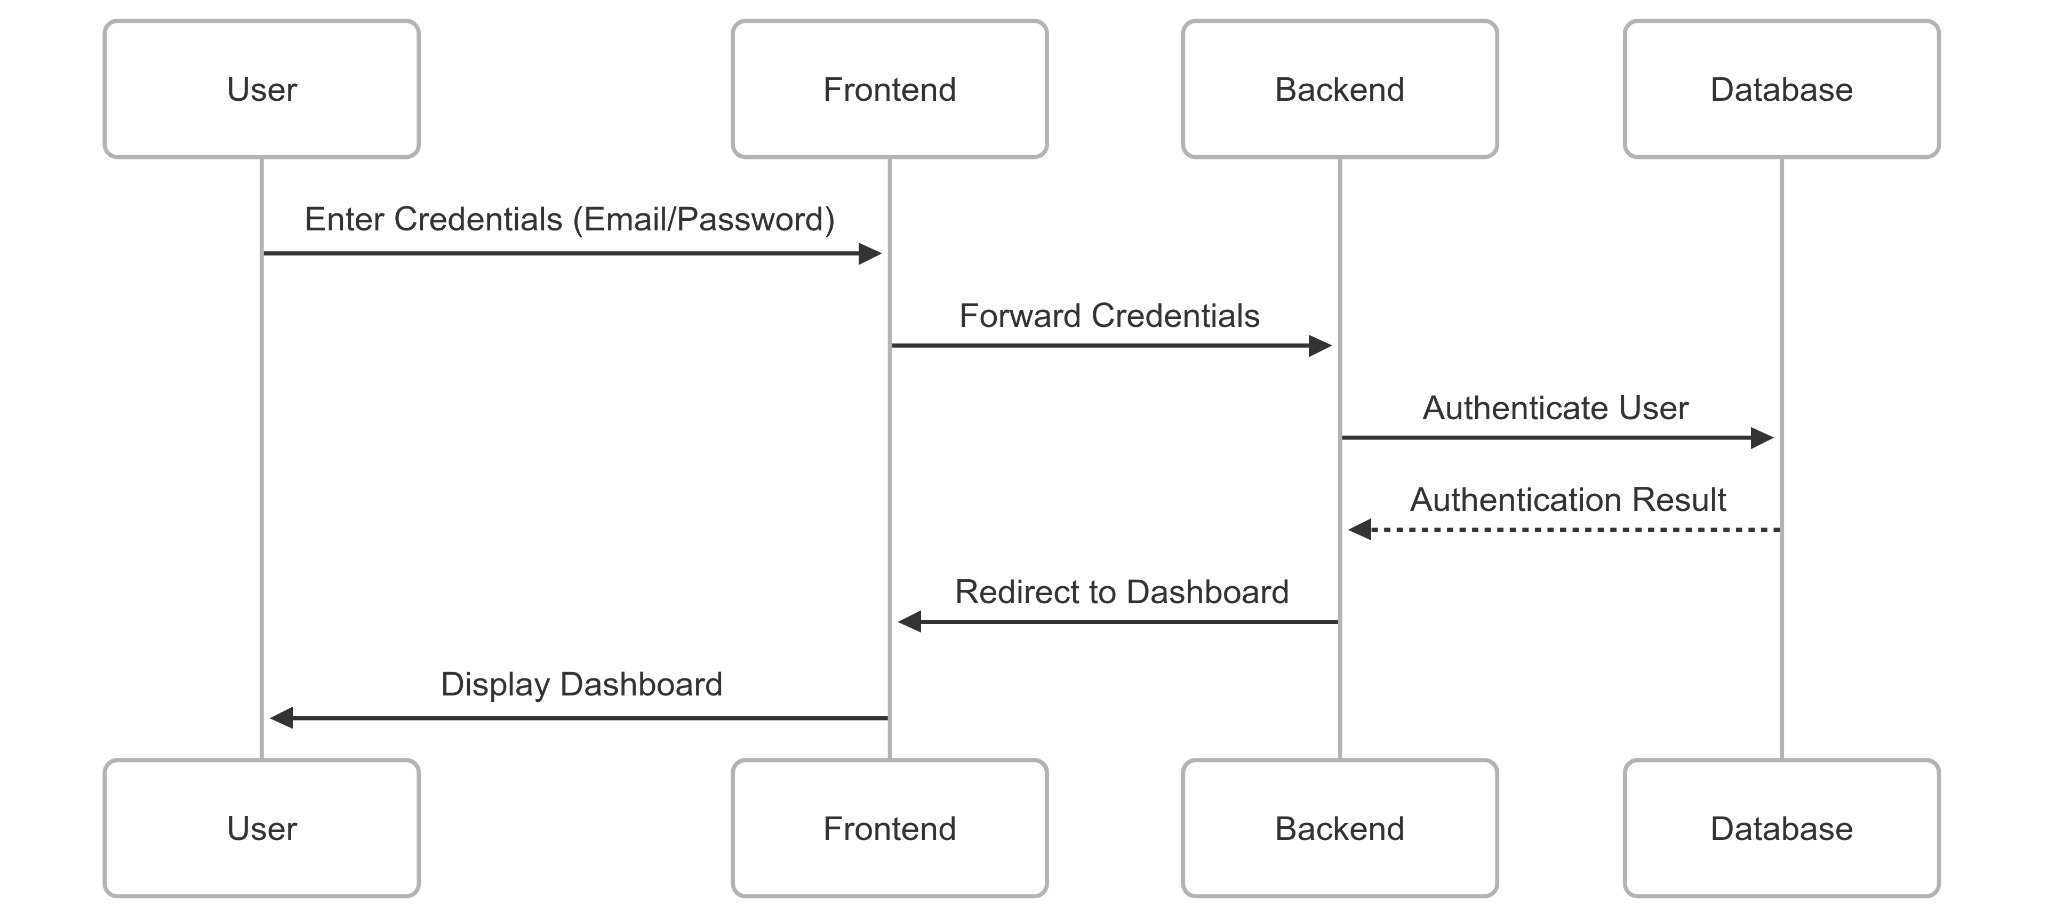 User
Frontend
Backend
Database
Enter Credentials (Email/Password)
Forward Credentials
Authenticate User
Authentication Result
Redirect to Dashboard
Display Dashboard
User
Frontend
Backend
Database